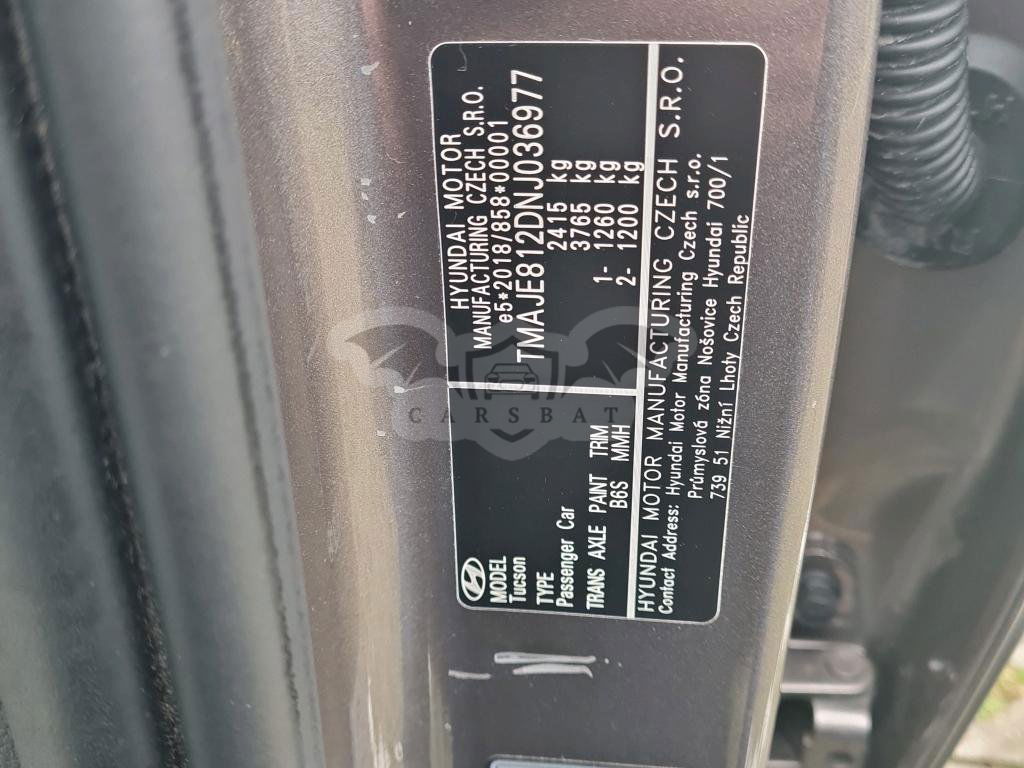 HYUNDAI MOTOR
MANUFACTURING CZECH S.R.O.
e5*2018/858*00001
TMAJE812DNJ036977
2415 kg
3765 kg
1- 1260 kg
2- 1200 kg
MODEL
Tucson
TYPE
Passenger Car
TRANS AXLE PAINT TRIM
B6S MMH
HYUNDAI MOTOR MANUFACTURING CZECH S.R.O.
Contact Address: Hyundai Motor Manufacturing Czech s.r.o.
Průmyslová zóna Nošovice Hyundai 700/1
739 51 Nižní Lhoty Czech Republic
CARSBAT